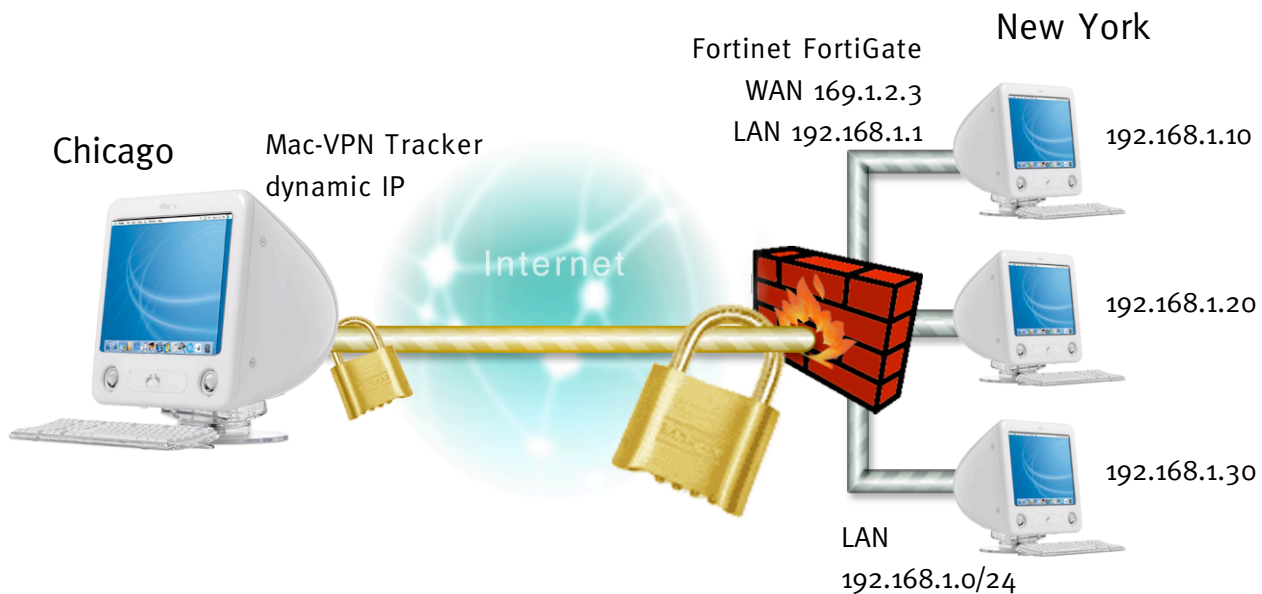 New York
Fortinet FortiGate
WAN 169.1.2.3
LAN 192.168.1.1
Chicago
Mac-VPN Tracker
dynamic IP
192.168.1.10
Internet
192.168.1.20
192.168.1.30
LAN
192.168.1.0/24